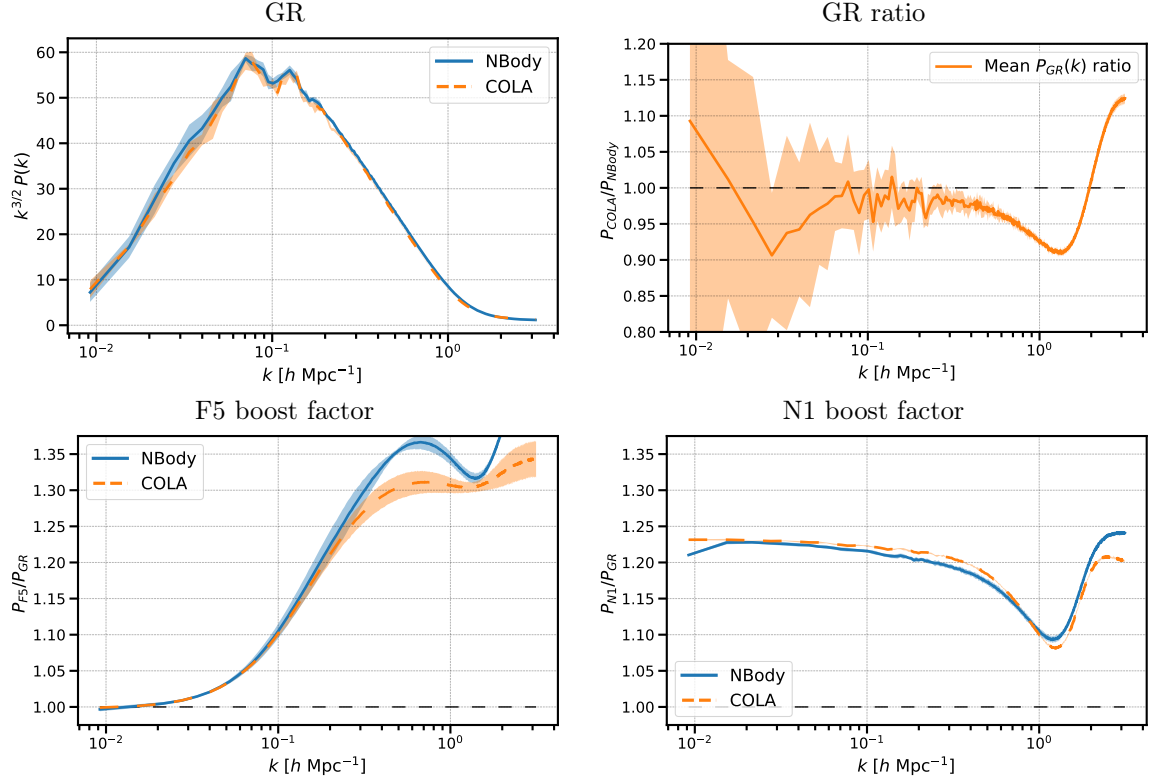 GR
60
50
40
30
20
10
0
k^{3/2} P(k)
NBody
COLA
10^{-2}
10^{-1}
10^{0}
k [h Mpc^{-1}]
GR ratio
1.20
1.15
1.10
1.05
1.00
0.95
0.90
0.85
0.80
P_{COLA}/P_{NBody}
Mean P_{GR}(k) ratio
10^{-2}
10^{-1}
10^{0}
k [h Mpc^{-1}]
F5 boost factor
1.35
1.30
1.25
1.20
1.15
1.10
1.05
1.00
P_{F5}/P_{GR}
NBody
COLA
10^{-2}
10^{-1}
10^{0}
k [h Mpc^{-1}]
N1 boost factor
1.35
1.30
1.25
1.20
1.15
1.10
1.05
1.00
P_{N1}/P_{GR}
NBody
COLA
10^{-2}
10^{-1}
10^{0}
k [h Mpc^{-1}]